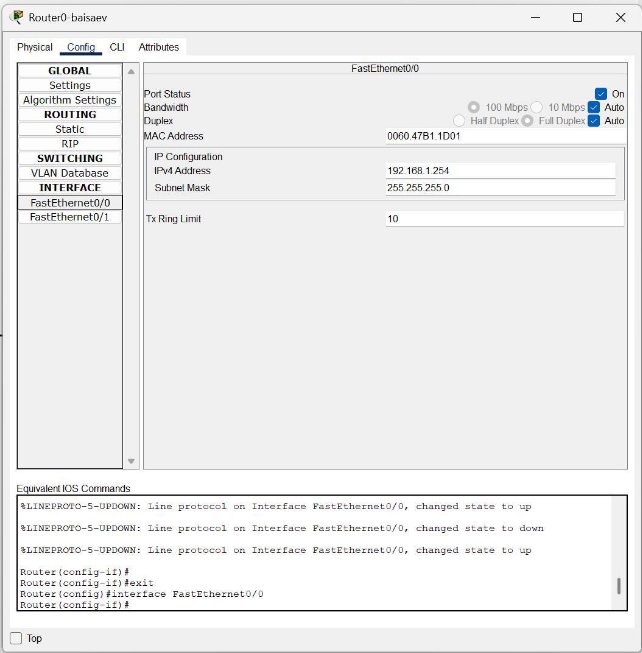 Router0-baisaev
Physical Config CLI Attributes
GLOBAL
Settings
Algorithm Settings
ROUTING
Static
RIP
SWITCHING
VLAN Database
INTERFACE
FastEthernet0/0
FastEthernet0/1
FastEthernet0/0
Port Status On
Bandwidth 100 Mbps 10 Mbps Auto
Duplex Half Duplex Full Duplex Auto
MAC Address 0060.47B1.1D01
IP Configuration
IPv4 Address 192.168.1.254
Subnet Mask 255.255.255.0
Tx Ring Limit 10
Equivalent IOS Commands
%LINEPROTO-5-UPDOWN: Line protocol on Interface FastEthernet0/0, changed state to up
%LINEPROTO-5-UPDOWN: Line protocol on Interface FastEthernet0/0, changed state to down
%LINEPROTO-5-UPDOWN: Line protocol on Interface FastEthernet0/0, changed state to up
Router(config-if)#
Router(config-if)#exit
Router(config)#interface FastEthernet0/0
Router(config-if)#
Top